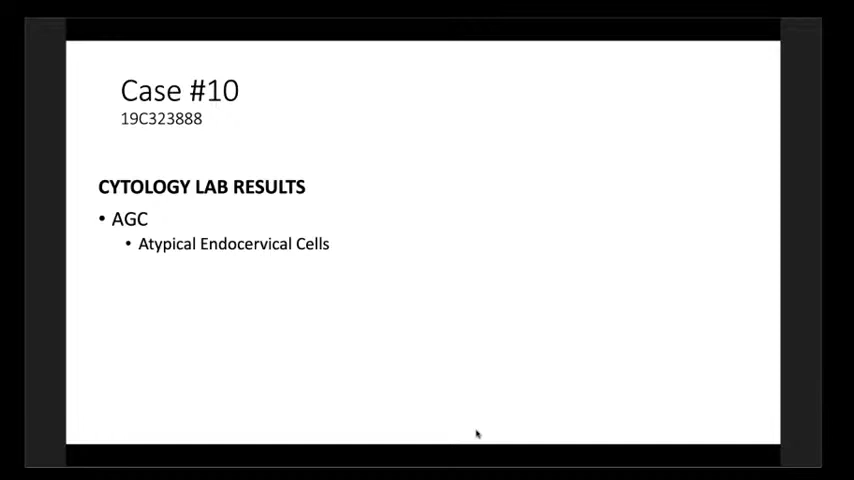 Case #10
19C323888
CYTOLOGY LAB RESULTS
• AGC
• Atypical Endocervical Cells